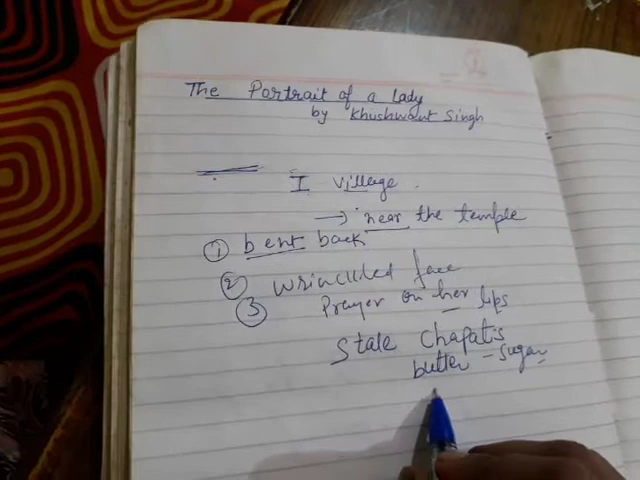 The Portrait of a Lady
by Khushwant Singh
I village.
→ near the temple
① bent back
② wrinckled face
③ Prayer on her lips
Stale Chapatis
butter - sugar